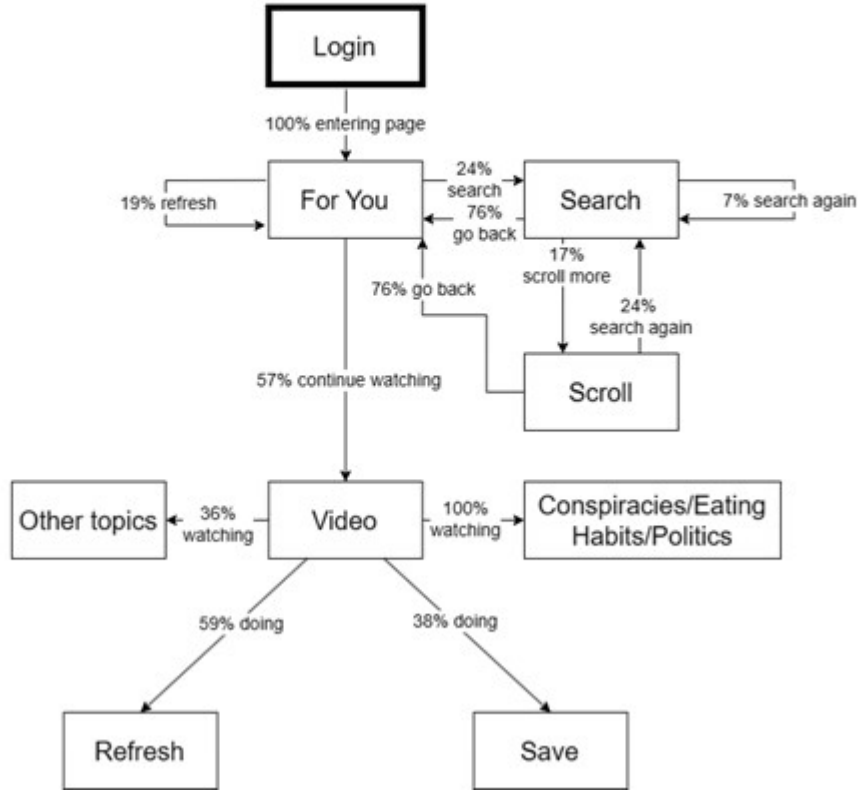 Login
100% entering page
For You
24%
search
Search
19% refresh
76%
go back
7% search again
17%
scroll more
76% go back
24%
search again
57% continue watching
Scroll
Other topics
36%
watching
Video
100%
watching
Conspiracies/Eating
Habits/Politics
59% doing
38% doing
Refresh
Save